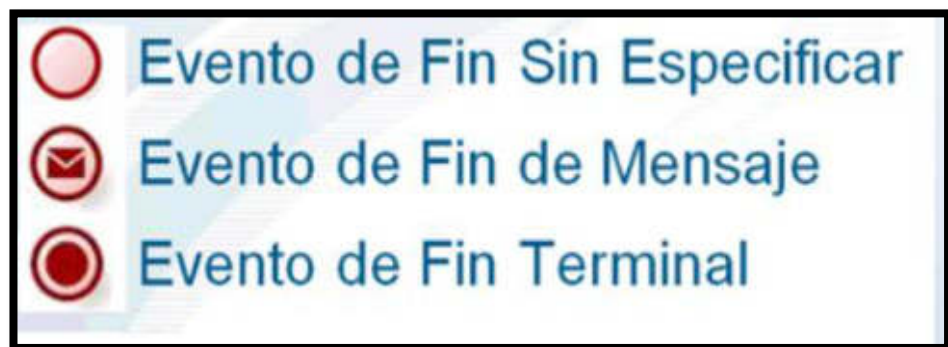 Evento de Fin Sin Especificar
Evento de Fin de Mensaje
Evento de Fin Terminal